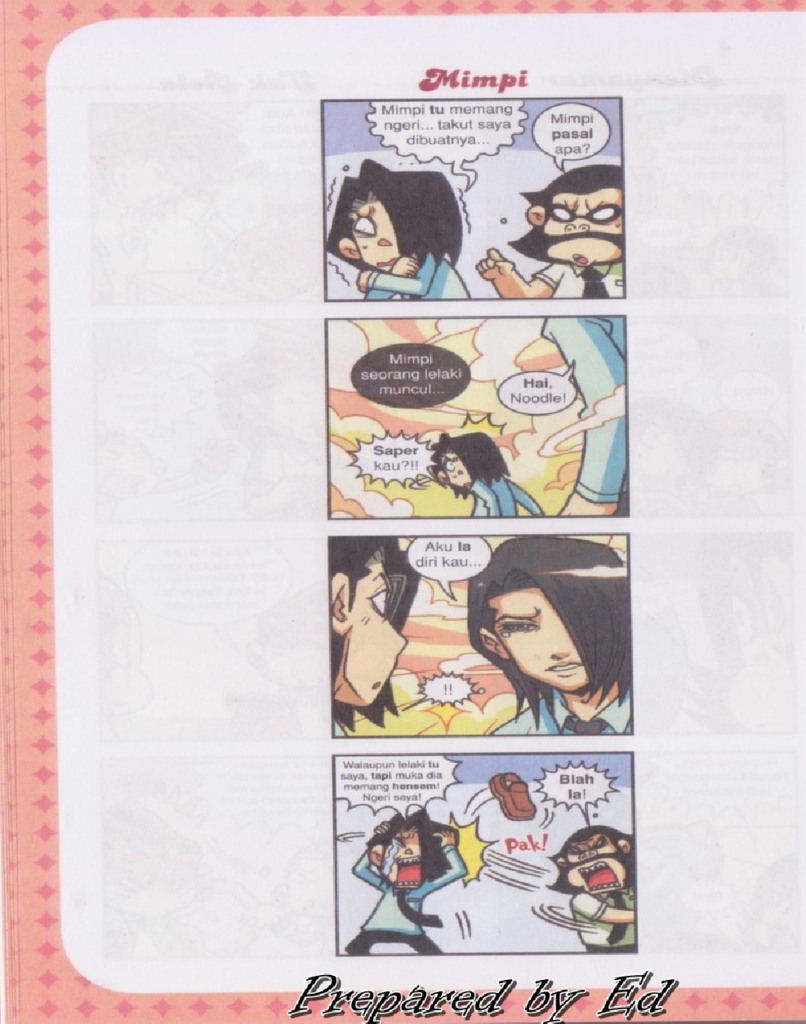 Mimpi
Mimpi tu memang
ngeri... takut saya
dibuatnya...
Mimpi
pasal
apa?
Mimpi
seorang lelaki
muncul...
Hai,
Noodle!
Saper
kau?!!
Aku la
diri kau...
!!
Walaupun lelaki tu
saya, tapi muka dia
memang hensem!
Ngeri saya!
Blah
la!
Pak!
Prepared by Ed